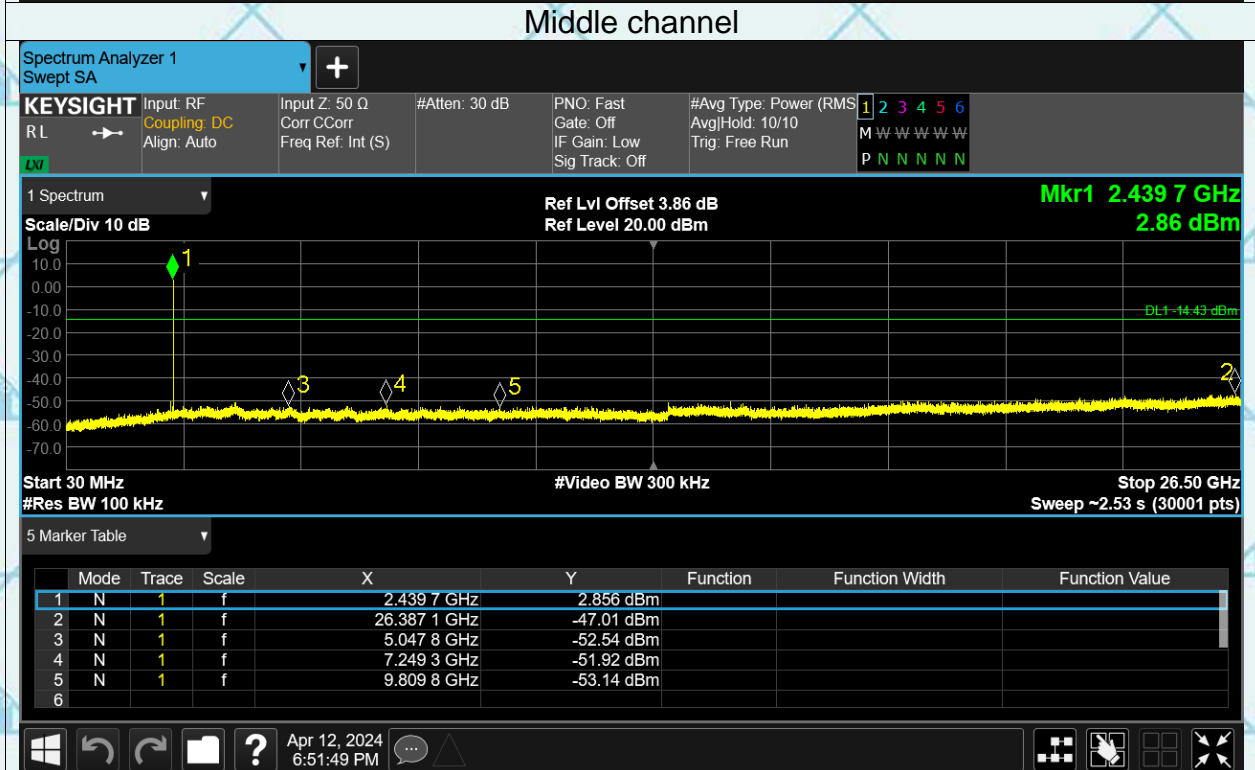 Middle channel
Spectrum Analyzer 1
Swept SA
+
KEYSIGHT Input: RF Input Z: 50 Ω #Atten: 30 dB PNO: Fast #Avg Type: Power (RMS 1 2 3 4 5 6
RL Coupling: DC Corr CCorr Gate: Off Avg|Hold: 10/10 M W W W W W
Align: Auto Freq Ref: Int (S) IF Gain: Low Trig: Free Run
LXI Sig Track: Off P N N N N N
1 Spectrum
Ref Lvl Offset 3.86 dB Mkr1 2.439 7 GHz
Scale/Div 10 dB Ref Level 20.00 dBm 2.86 dBm
Log
1
10.0
0.00
-10.0 DL1 -14.43 dBm
-20.0
-30.0
-40.0 3 4 5 2
-50.0
-60.0
-70.0
Start 30 MHz #Video BW 300 kHz Stop 26.50 GHz
#Res BW 100 kHz Sweep ~2.53 s (30001 pts)
5 Marker Table
Mode Trace Scale X Y Function Function Width Function Value
1 N 1 f 2.439 7 GHz 2.856 dBm
2 N 1 f 26.387 1 GHz -47.01 dBm
3 N 1 f 5.047 8 GHz -52.54 dBm
4 N 1 f 7.249 3 GHz -51.92 dBm
5 N 1 f 9.809 8 GHz -53.14 dBm
6
? Apr 12, 2024
6:51:49 PM